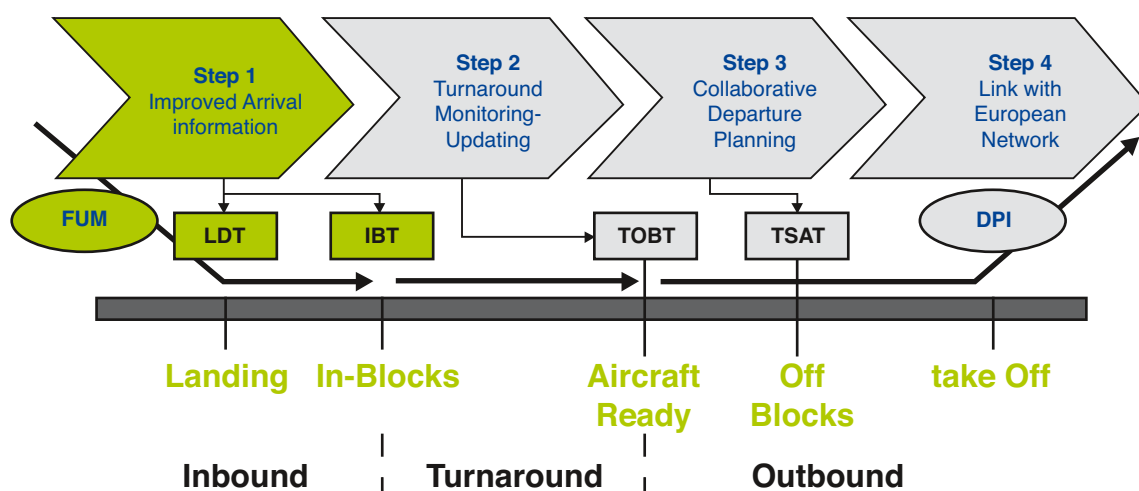 Step 1
Improved Arrival
information
Step 2
Turnaround
Monitoring-
Updating
Step 3
Collaborative
Departure
Planning
Step 4
Link with
European
Network
FUM
LDT
IBT
TOBT
TSAT
DPI
Landing
In-Blocks
Aircraft
Ready
Off
Blocks
take Off
Inbound
Turnaround
Outbound